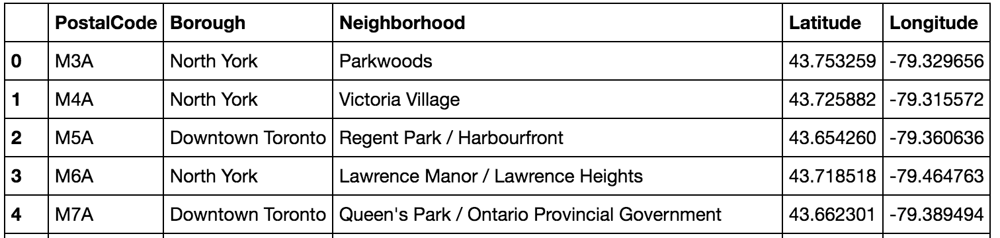 PostalCode Borough Neighborhood Latitude Longitude
0 M3A North York Parkwoods 43.753259 -79.329656
1 M4A North York Victoria Village 43.725882 -79.315572
2 M5A Downtown Toronto Regent Park / Harbourfront 43.654260 -79.360636
3 M6A North York Lawrence Manor / Lawrence Heights 43.718518 -79.464763
4 M7A Downtown Toronto Queen's Park / Ontario Provincial Government 43.662301 -79.389494